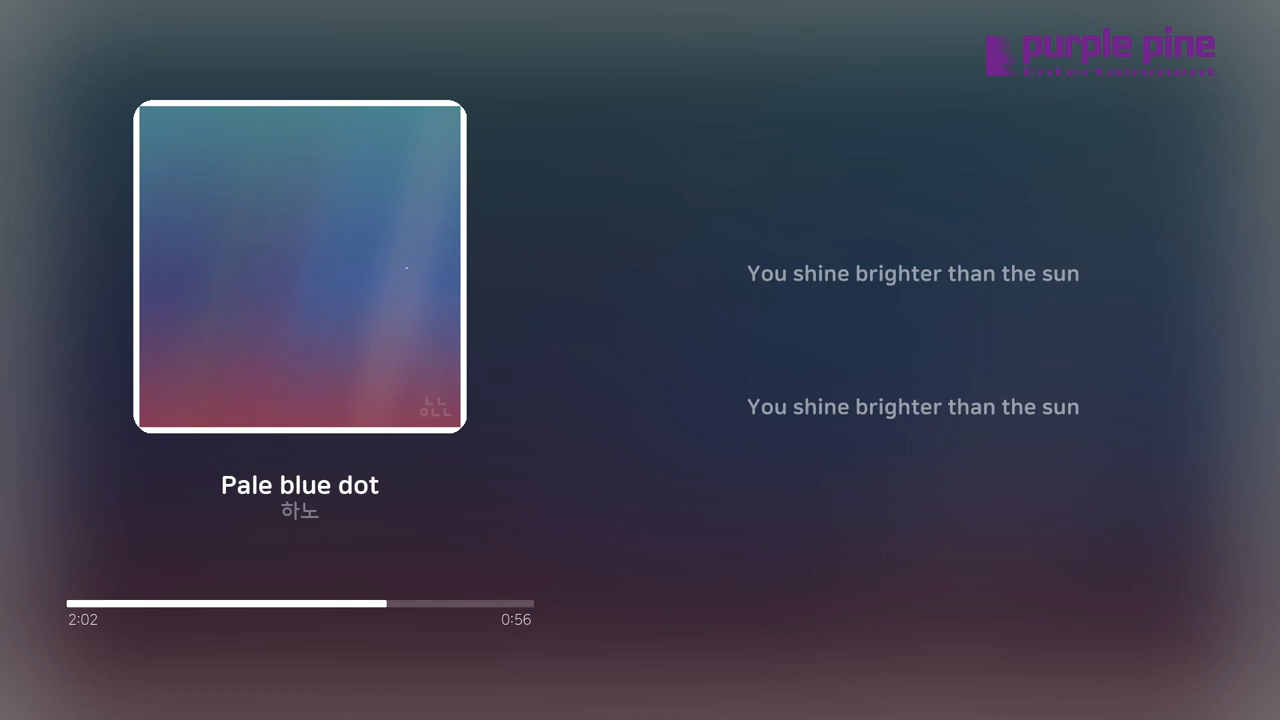 purple pine
Entertainment
You shine brighter than the sun
You shine brighter than the sun
Pale blue dot
하노
2:02
0:56